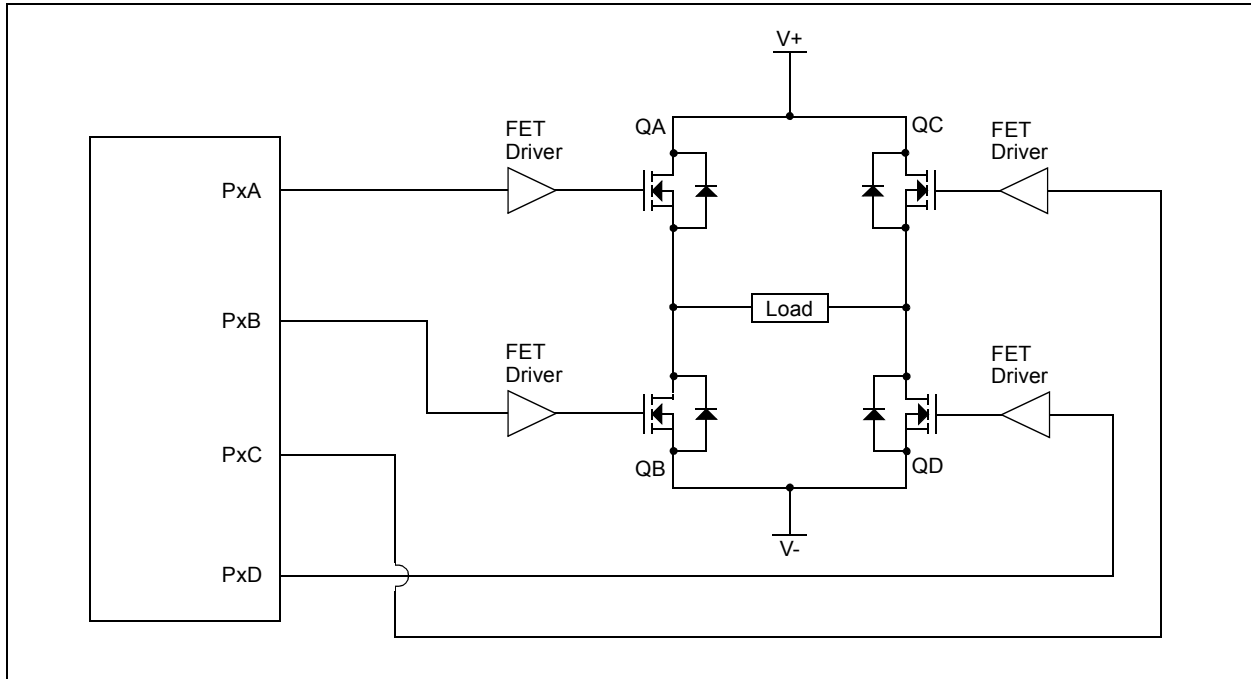 V+
QA
QC
FET
Driver
FET
Driver
PxA
PxB
Load
FET
Driver
FET
Driver
PxC
QB
QD
V-
PxD